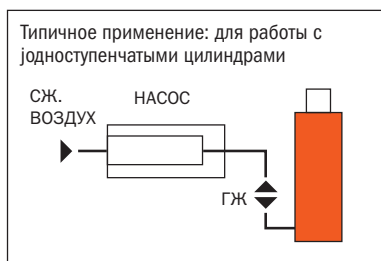 Типичное применение: для работы с
јодноступенчатыми цилиндрами
СЖ.
ВОЗДУХ
НАСОС
ГЖ